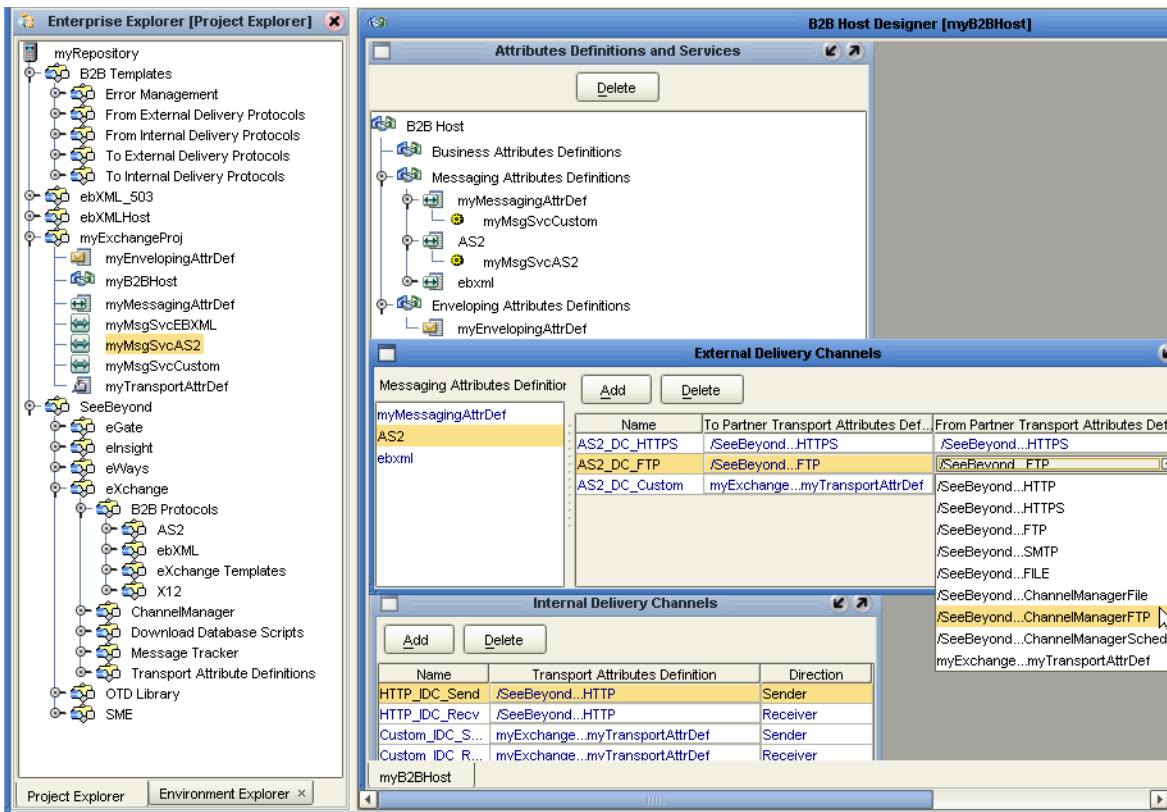 Enterprise Explorer [Project Explorer]
myRepository
B2B Templates
Error Management
From External Delivery Protocols
From Internal Delivery Protocols
To External Delivery Protocols
To Internal Delivery Protocols
ebXML_503
ebXMLHost
myExchangeProj
myEnvelopingAttrDef
myB2BHost
myMessagingAttrDef
myMsgSvcEBXML
myMsgSvcAS2
myMsgSvcCustom
myTransportAttrDef
SeeBeyond
eGate
eInsight
eWays
eXchange
B2B Protocols
AS2
ebXML
eXchange Templates
X12
ChannelManager
Download Database Scripts
Message Tracker
Transport Attribute Definitions
OTD Library
SME
Project Explorer
Environment Explorer ×
B2B Host Designer [myB2BHost]
Attributes Definitions and Services
Delete
B2B Host
Business Attributes Definitions
Messaging Attributes Definitions
myMessagingAttrDef
myMsgSvcCustom
AS2
myMsgSvcAS2
ebxml
Enveloping Attributes Definitions
myEnvelopingAttrDef
External Delivery Channels
Messaging Attributes Definition
Add Delete
myMessagingAttrDef
AS2
ebxml
Name To Partner Transport Attributes Def... From Partner Transport Attributes Def
AS2_DC_HTTPS /SeeBeyond...HTTPS /SeeBeyond...HTTPS
AS2_DC_FTP /SeeBeyond...FTP /SeeBeyond...FTP
AS2_DC_Custom myExchange...myTransportAttrDef
/SeeBeyond...HTTP
/SeeBeyond...HTTPS
/SeeBeyond...FTP
/SeeBeyond...SMTP
/SeeBeyond...FILE
/SeeBeyond...ChannelManagerFile
/SeeBeyond...ChannelManagerFTP
/SeeBeyond...ChannelManagerSched
myExchange...myTransportAttrDef
Internal Delivery Channels
Add Delete
Name Transport Attributes Definition Direction
HTTP_IDC_Send /SeeBeyond...HTTP Sender
HTTP_IDC_Recv /SeeBeyond...HTTP Receiver
Custom_IDC_S... myExchange...myTransportAttrDef Sender
Custom_IDC_R... myExchange...myTransportAttrDef Receiver
myB2BHost